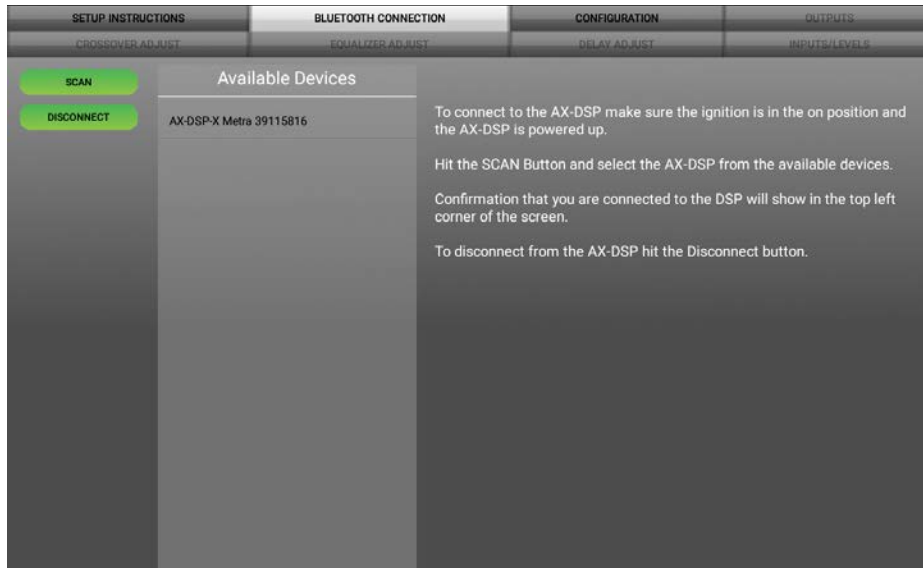 SETUP INSTRUCTIONS
BLUETOOTH CONNECTION
CONFIGURATION
OUTPUTS
CROSSOVER ADJUST
EQUALIZER ADJUST
DELAY ADJUST
INPUTS/LEVELS
SCAN
DISCONNECT
Available Devices
AX-DSP-X Metra 39115816
To connect to the AX-DSP make sure the ignition is in the on position and
the AX-DSP is powered up.
Hit the SCAN Button and select the AX-DSP from the available devices.
Confirmation that you are connected to the DSP will show in the top left
corner of the screen.
To disconnect from the AX-DSP hit the Disconnect button.